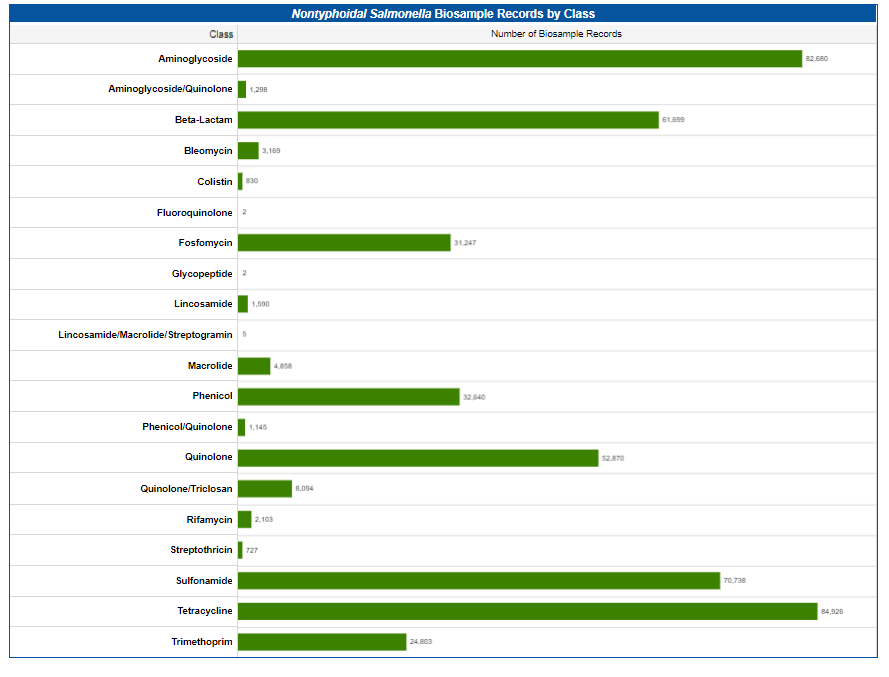 Nontyphoidal Salmonella Biosample Records by Class
Class Number of Biosample Records
Aminoglycoside 82,680
Aminoglycoside/Quinolone 1,298
Beta-Lactam 61,699
Bleomycin 3,169
Colistin 830
Fluoroquinolone 2
Fosfomycin 31,247
Glycopeptide 2
Lincosamide 1,590
Lincosamide/Macrolide/Streptogramin 5
Macrolide 4,858
Phenicol 32,640
Phenicol/Quinolone 1,145
Quinolone 52,870
Quinolone/Triclosan 8,094
Rifamycin 2,103
Streptothricin 727
Sulfonamide 70,738
Tetracycline 84,926
Trimethoprim 24,803